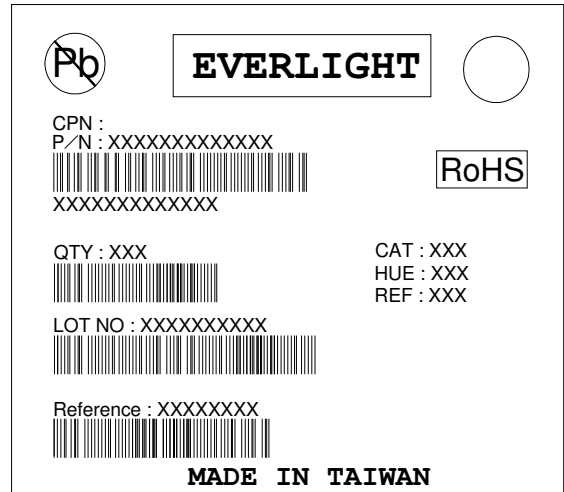 Pb
EVERLIGHT
CPN :
P/N : XXXXXXXXXXXXX
RoHS
XXXXXXXXXXXXX
QTY : XXX
CAT : XXX
HUE : XXX
REF : XXX
LOT NO : XXXXXXXXXX
Reference : XXXXXXXX
MADE IN TAIWAN